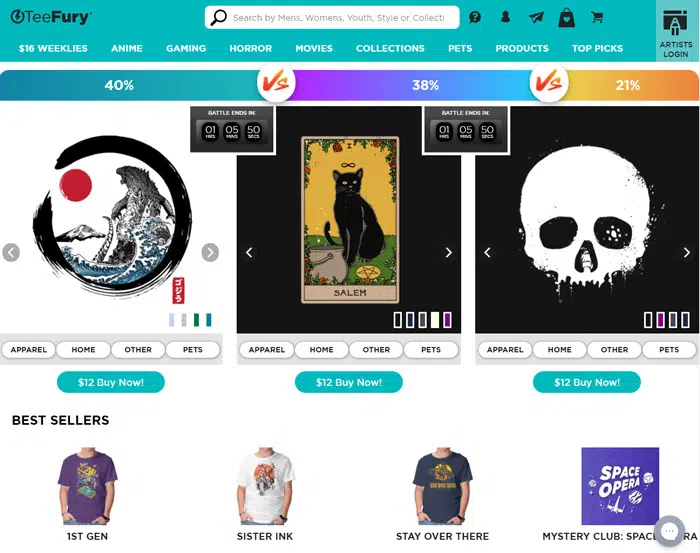 TeeFury
Search by Mens, Womens, Youth, Style or Collecti
ARTISTS
LOGIN
$16 WEEKLIES ANIME GAMING HORROR MOVIES COLLECTIONS PETS PRODUCTS TOP PICKS
40% VS 38% VS 21%
BATTLE ENDS IN: BATTLE ENDS IN:
01 05 50 01 05 50
HRS MINS SECS HRS MINS SECS
ゴジラ
SALEM
APPAREL HOME OTHER PETS APPAREL HOME OTHER PETS APPAREL HOME OTHER PETS
$12 Buy Now! $12 Buy Now! $12 Buy Now!
BEST SELLERS
SPACE
OPERA
1ST GEN SISTER INK STAY OVER THERE MYSTERY CLUB: SPACE RA